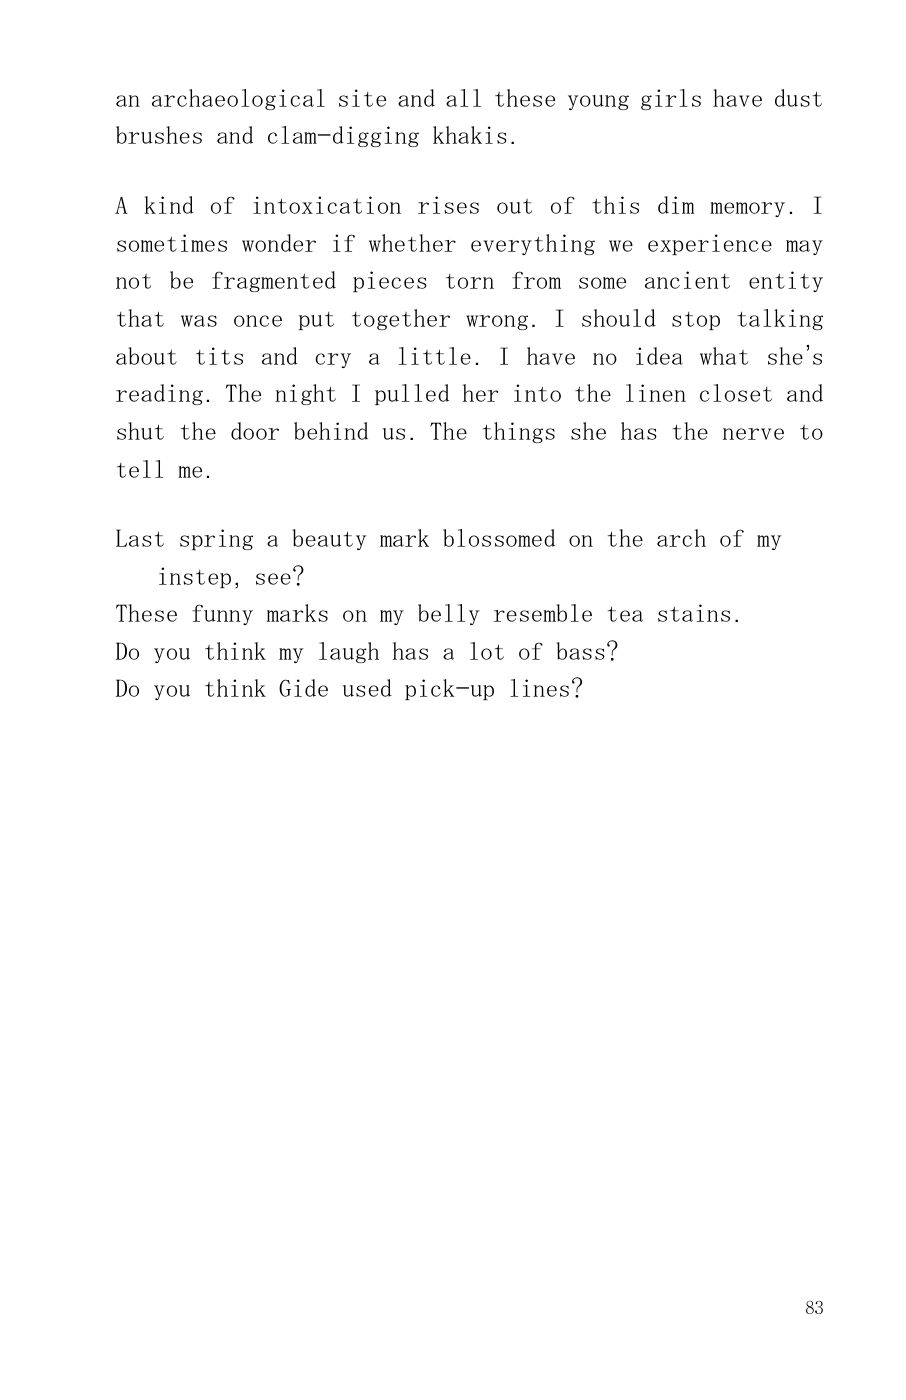 an archaeological site and all these young girls have dust
brushes and clam-digging khakis.
A kind of intoxication rises out of this dim memory. I
sometimes wonder if whether everything we experience may
not be fragmented pieces torn from some ancient entity
that was once put together wrong. I should stop talking
about tits and cry a little. I have no idea what she's
reading. The night I pulled her into the linen closet and
shut the door behind us. The things she has the nerve to
tell me.
Last spring a beauty mark blossomed on the arch of my
instep, see?
These funny marks on my belly resemble tea stains.
Do you think my laugh has a lot of bass?
Do you think Gide used pick-up lines?
83